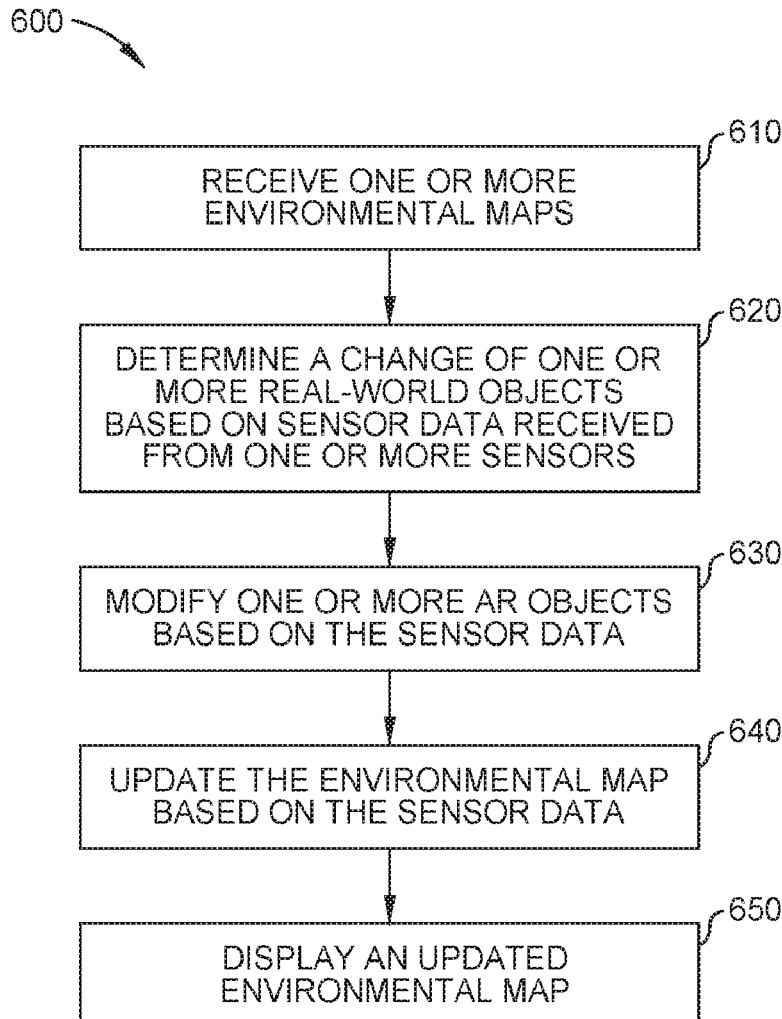 600
610
RECEIVE ONE OR MORE
ENVIRONMENTAL MAPS
620
DETERMINE A CHANGE OF ONE OR
MORE REAL-WORLD OBJECTS
BASED ON SENSOR DATA RECEIVED
FROM ONE OR MORE SENSORS
630
MODIFY ONE OR MORE AR OBJECTS
BASED ON THE SENSOR DATA
640
UPDATE THE ENVIRONMENTAL MAP
BASED ON THE SENSOR DATA
650
DISPLAY AN UPDATED
ENVIRONMENTAL MAP